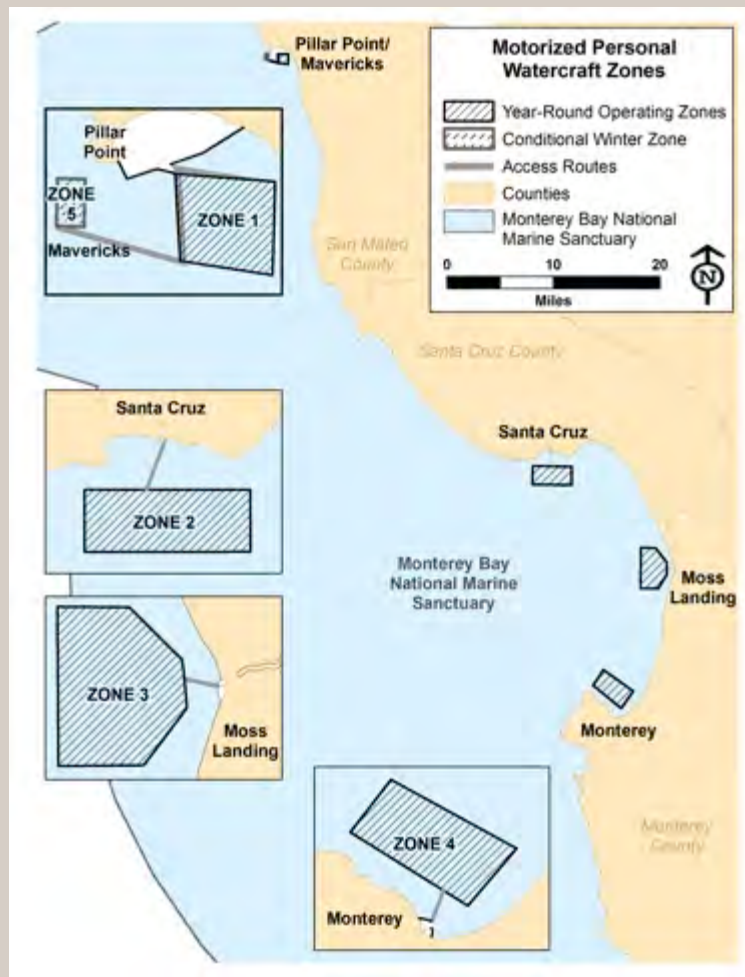 Pillar Point/
Mavericks
Motorized Personal
Watercraft Zones
Year-Round Operating Zones
Conditional Winter Zone
Access Routes
Counties
Monterey Bay National
Marine Sanctuary
0 10 20
Miles
N
Pillar
Point
ZONE
5
ZONE 1
Mavericks
San Mateo
County
Santa Cruz County
Santa Cruz
ZONE 2
Santa Cruz
Monterey Bay
National Marine
Sanctuary
Moss
Landing
ZONE 3
Moss
Landing
Monterey
ZONE 4
Monterey
Monterey
County